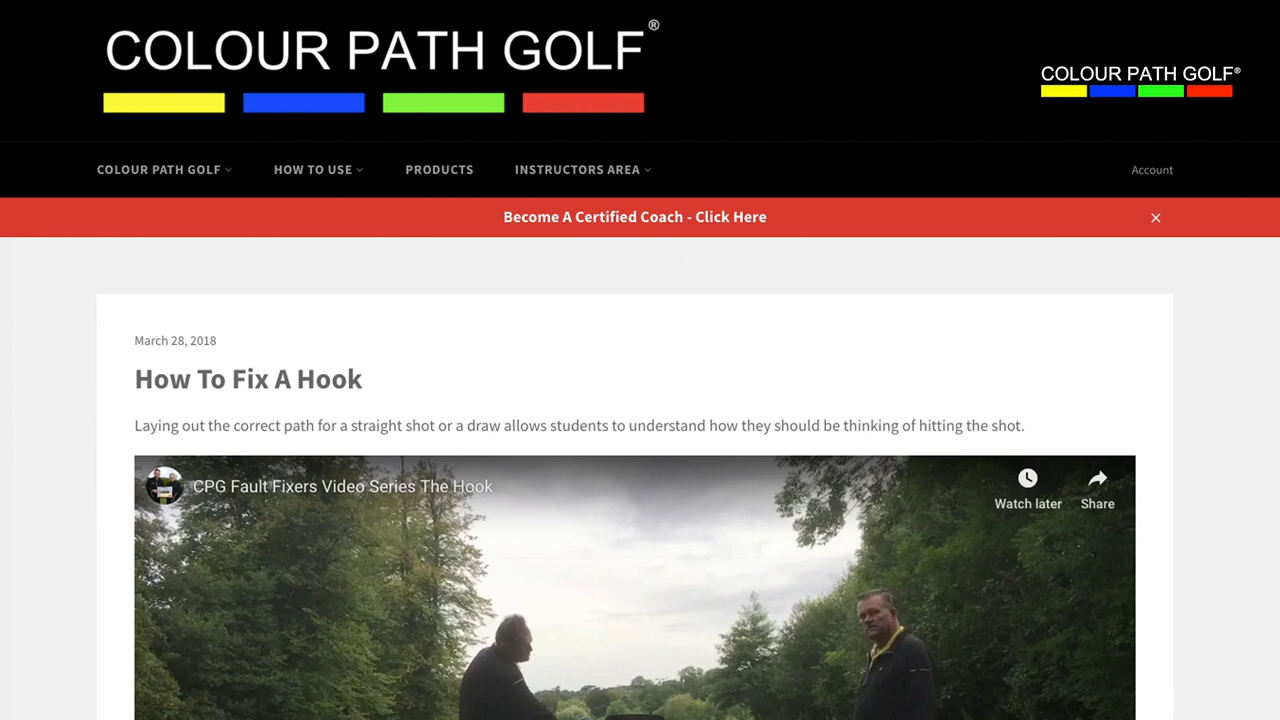 COLOUR PATH GOLF®
COLOUR PATH GOLF®
COLOUR PATH GOLF
HOW TO USE
PRODUCTS
INSTRUCTORS AREA
Account
Become A Certified Coach - Click Here
March 28, 2018
How To Fix A Hook
Laying out the correct path for a straight shot or a draw allows students to understand how they should be thinking of hitting the shot.
CPG Fault Fixers Video Series The Hook
Watch later
Share